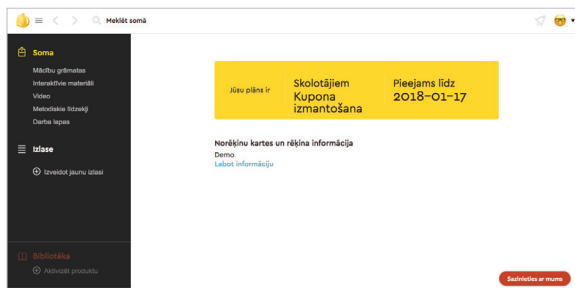 Meklēt somā
Soma
Mācību grāmatas
Interaktīvie materiāli
Video
Metodiskie līdzekļi
Darba lapas
Izlase
Izveidot jaunu izlasi
Bibliotēka
Aktivizēt produktu
Jūsu plāns ir
Skolotājiem
Kupona
izmantošana
Pieejams līdz
2018-01-17
Norēķinu kartes un rēķina informācija
Demo
Labot informāciju
Sazinieties ar mums